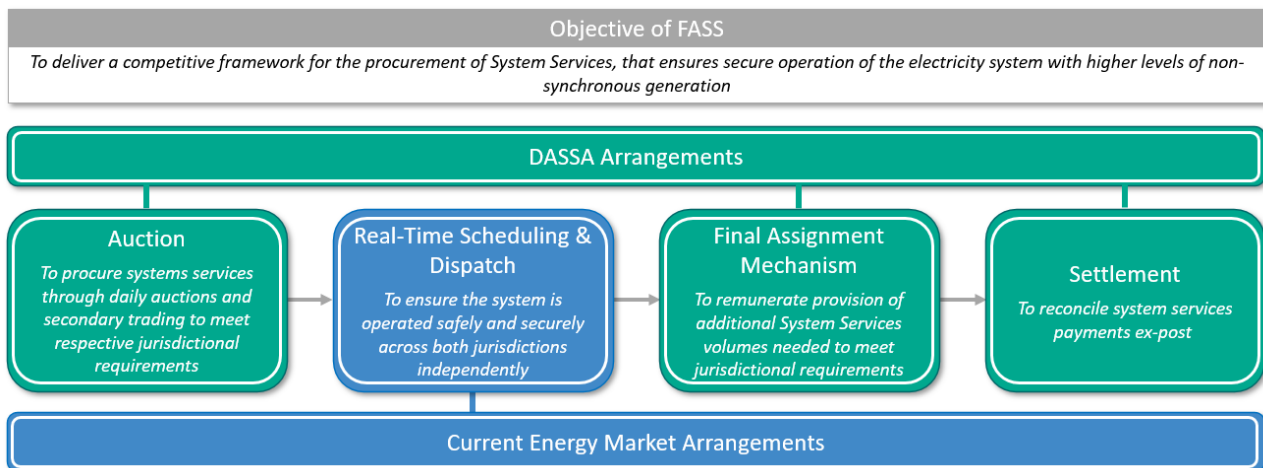 Objective of FASS
To deliver a competitive framework for the procurement of System Services, that ensures secure operation of the electricity system with higher levels of non-
synchronous generation
DASSA Arrangements
Auction
To procure systems services
through daily auctions and
secondary trading to meet
respective jurisdictional
requirements
Real-Time Scheduling &
Dispatch
To ensure the system is
operated safely and securely
across both jurisdictions
independently
Final Assignment
Mechanism
To remunerate provision of
additional System Services
volumes needed to meet
jurisdictional requirements
Settlement
To reconcile system services
payments ex-post
Current Energy Market Arrangements